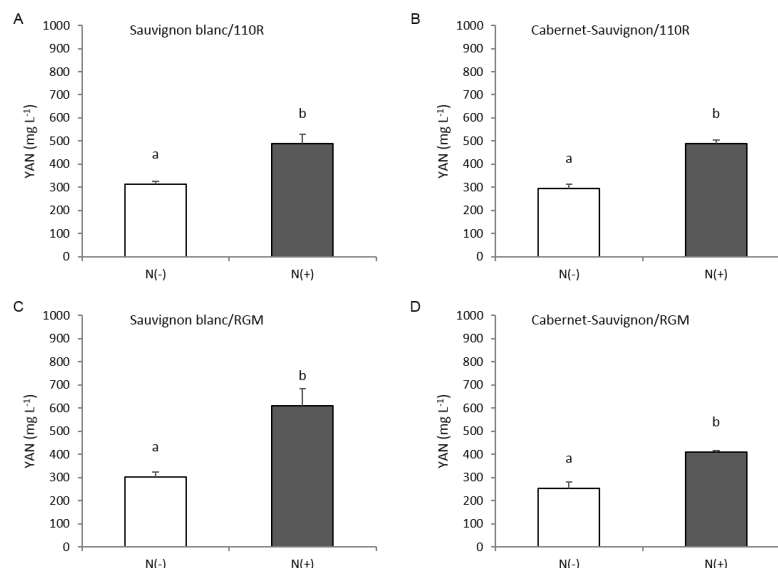 A
Sauvignon blanc/110R
YAN (mg L⁻¹)
1000
900
800
700
600
500
400
300
200
100
0
a
b
N(-)
N(+)
B
Cabernet-Sauvignon/110R
YAN (mg L⁻¹)
1000
900
800
700
600
500
400
300
200
100
0
a
b
N(-)
N(+)
C
Sauvignon blanc/RGM
YAN (mg L⁻¹)
1000
900
800
700
600
500
400
300
200
100
0
a
b
N(-)
N(+)
D
Cabernet-Sauvignon/RGM
YAN (mg L⁻¹)
1000
900
800
700
600
500
400
300
200
100
0
a
b
N(-)
N(+)